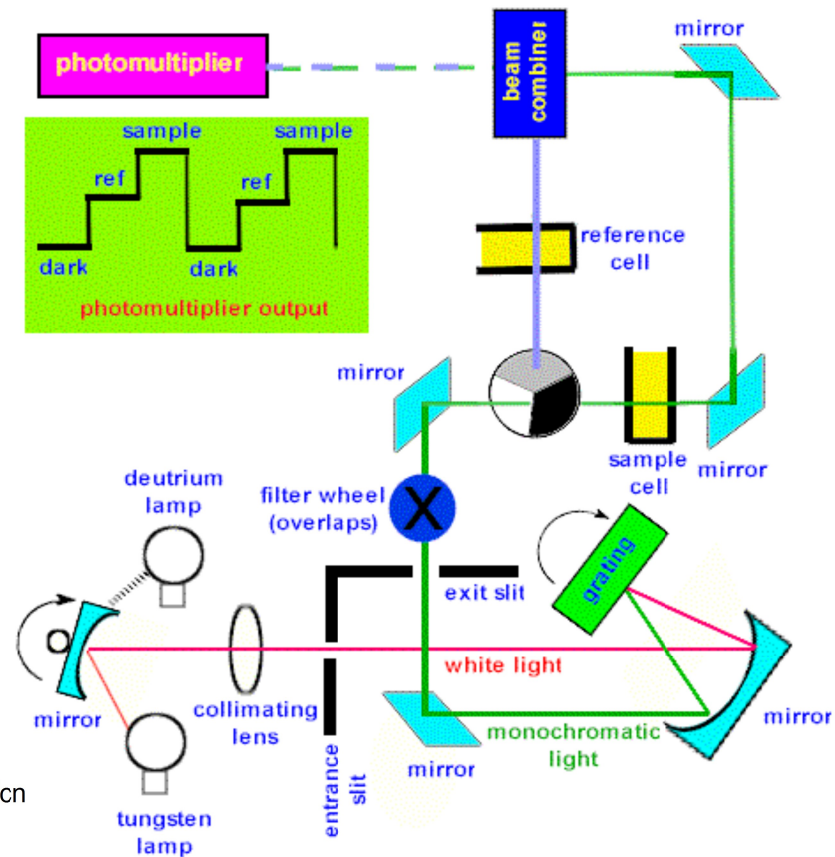 mirror
photomultiplier
beam
combiner
sample
sample
ref
ref
dark
dark
photomultiplier output
reference
cell
mirror
sample
cell
mirror
deutrium
lamp
filter wheel
(overlaps)
X
grating
exit slit
white light
mirror
collimating
lens
entrance
slit
monochromatic
light
mirror
mirror
cn
tungsten
lamp